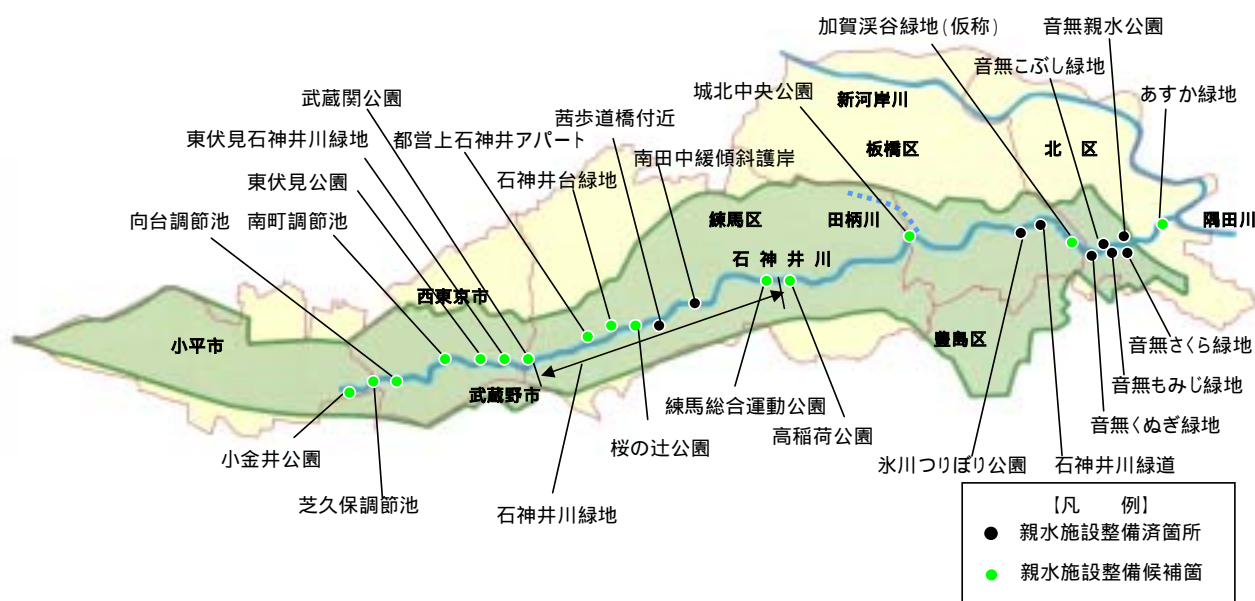 加賀渓谷緑地(仮称)
音無親水公園
音無こぶし緑地
あすか緑地
城北中央公園
新河岸川
武蔵関公園
茜歩道橋付近
東伏見石神井川緑地
都営上石神井アパート
板橋区
北 区
南田中緩傾斜護岸
東伏見公園
石神井台緑地
向台調節池
南町調節池
練馬区
田柄川
隅田川
石 神 井 川
西東京市
小平市
豊島区
音無さくら緑地
武蔵野市
音無もみじ緑地
練馬総合運動公園
音無くぬぎ緑地
高稲荷公園
桜の辻公園
小金井公園
氷川つりぼり公園
石神井川緑道
芝久保調節池
石神井川緑地
【凡 例】
親水施設整備済箇所
親水施設整備候補箇